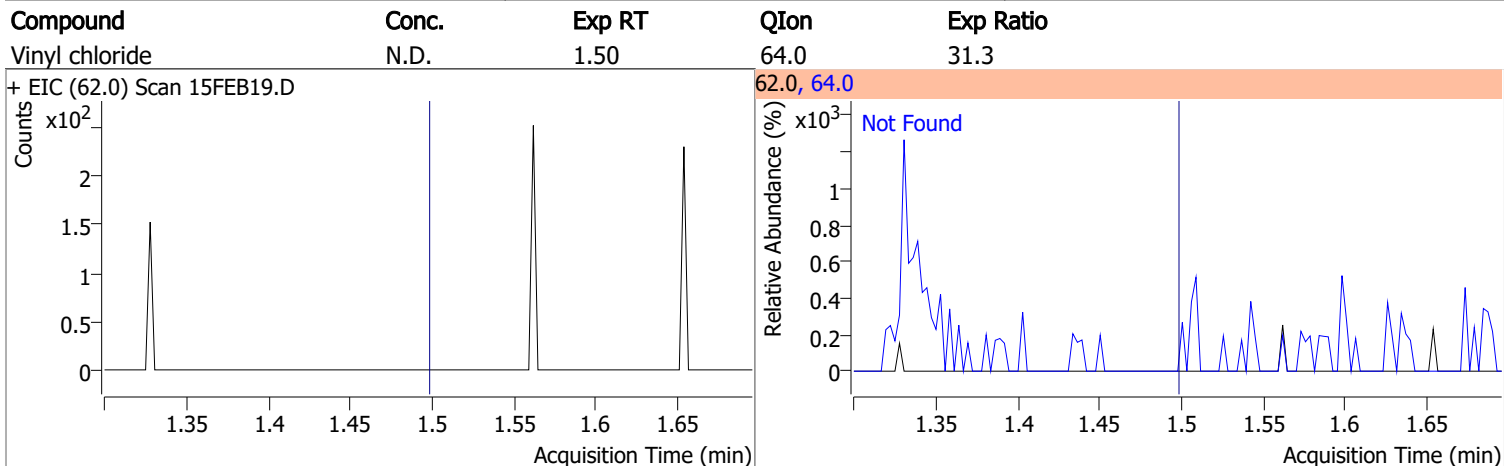 Compound Conc. Exp RT QIon Exp Ratio
Vinyl chloride N.D. 1.50 64.0 31.3
+ EIC (62.0) Scan 15FEB19.D
Counts
x10²
2
1.5
1
0.5
0
1.35 1.4 1.45 1.5 1.55 1.6 1.65
Acquisition Time (min)
62.0, 64.0
Relative Abundance (%)
x10³
Not Found
1
0.8
0.6
0.4
0.2
0
1.35 1.4 1.45 1.5 1.55 1.6 1.65
Acquisition Time (min)